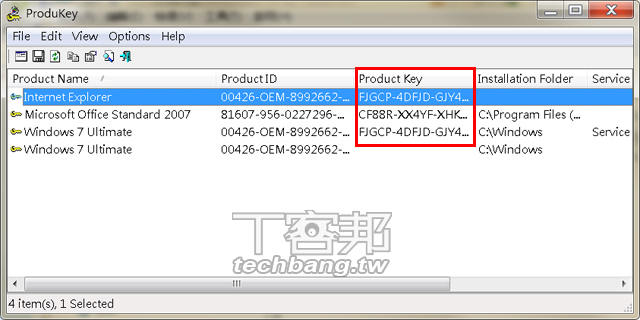 ProduKey
File Edit View Options Help
Product Name / Product ID Product Key Installation Folder Service
Internet Explorer 00426-OEM-8992662-... FJGCP-4DFJD-GJY4...
Microsoft Office Standard 2007 81607-956-0227296-... CF88R-XX4YF-XHK... C:\Program Files (...
Windows 7 Ultimate 00426-OEM-8992662-... FJGCP-4DFJD-GJY4... C:\Windows Service
Windows 7 Ultimate 00426-OEM-8992662-... C:\Windows
T客邦
techbang.tw
4 item(s), 1 Selected